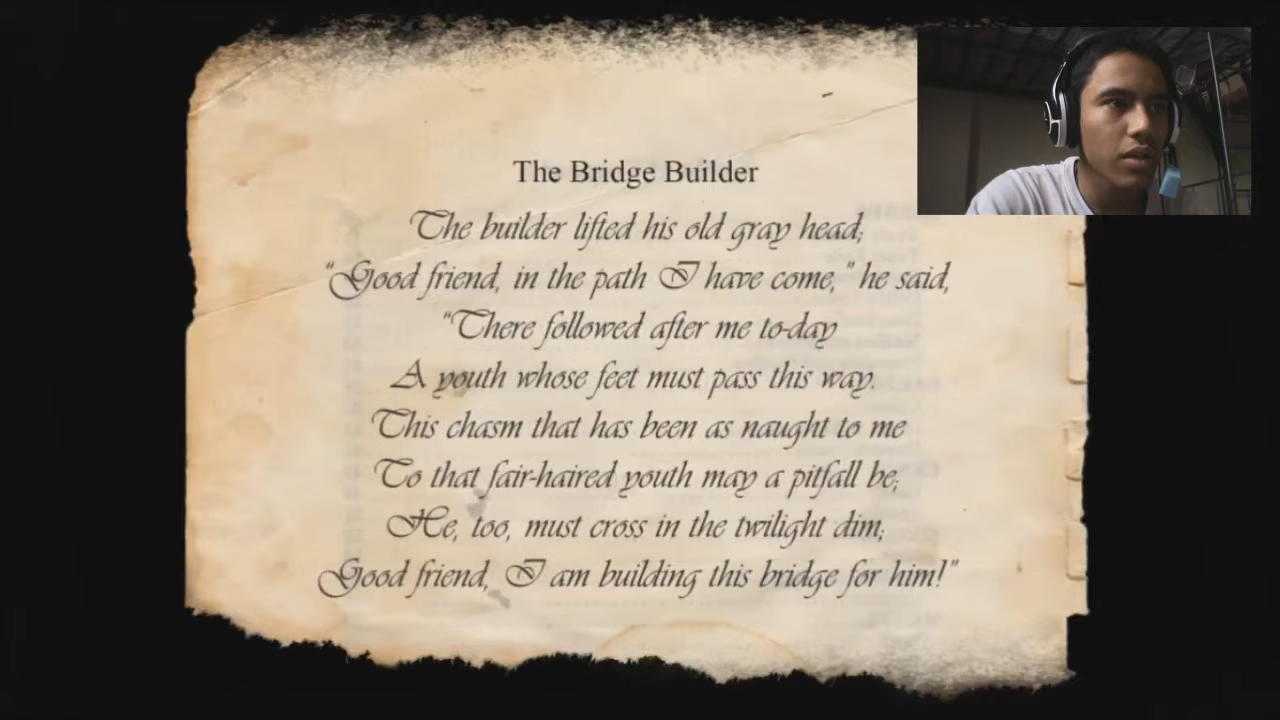 The Bridge Builder
The builder lifted his old gray head;
"Good friend, in the path I have come," he said,
"There followed after me to-day
A youth whose feet must pass this way.
This chasm that has been as naught to me
To that fair-haired youth may a pitfall be;
He, too, must cross in the twilight dim;
Good friend, I am building this bridge for him!"